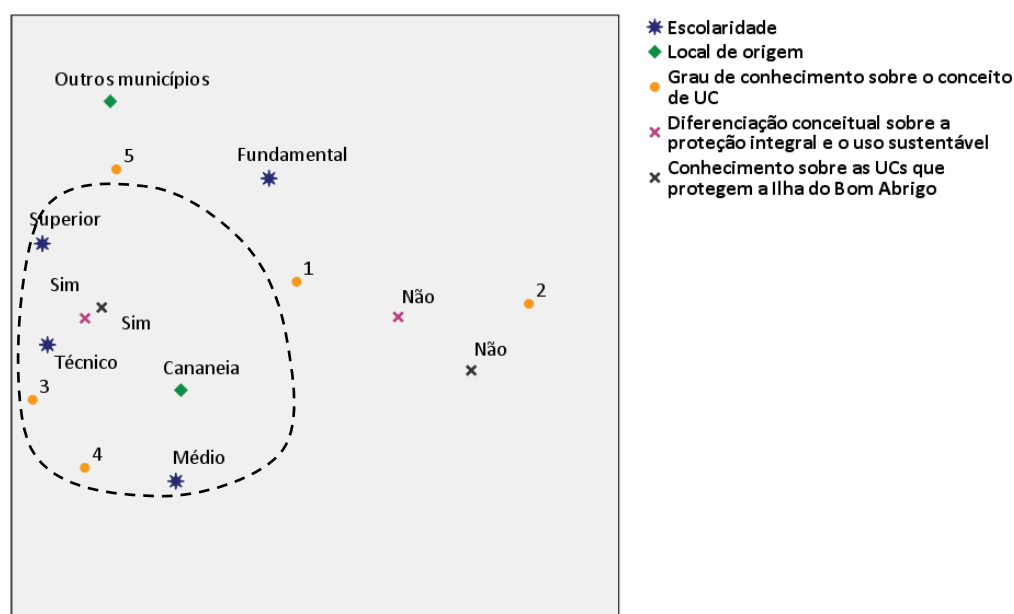 Outros municípios
5
Fundamental
Superior
1
Sim
Não
2
Sim
Não
Técnico
Cananeia
3
4
Médio
Escolaridade
Local de origem
Grau de conhecimento sobre o conceito
de UC
Diferenciação conceitual sobre a
proteção integral e o uso sustentável
Conhecimento sobre as UCs que
protegem a Ilha do Bom Abrigo